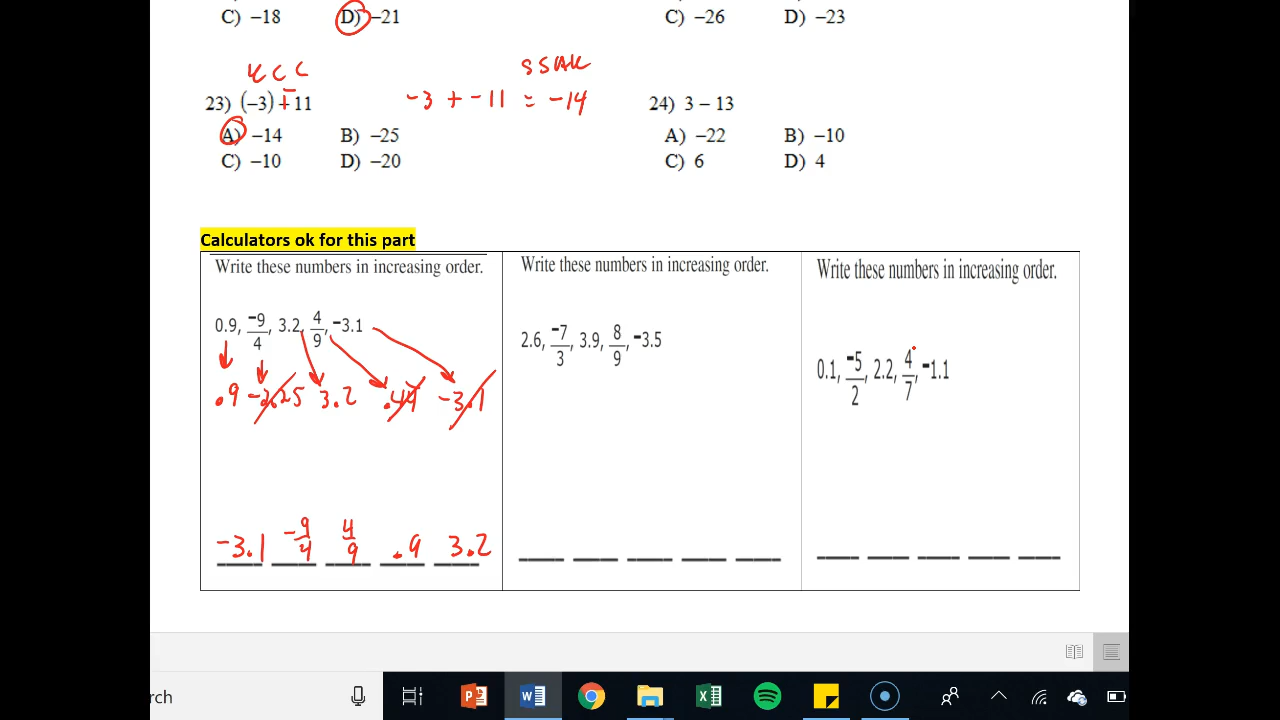 C) −18 D) −21 C) −26 D) −23
K C C
S S A K
23) (−3) − 11 -3 + -11 = -14 24) 3 − 13
A) −14 B) −25 A) −22 B) −10
C) −10 D) −20 C) 6 D) 4
Calculators ok for this part
Write these numbers in increasing order.
0.9, −9/4, 3.2, 4/9, −3.1
.9 -2.25 3.2 .44 -3.1
-3.1 -9/4 4/9 .9 3.2
Write these numbers in increasing order.
2.6, −7/3, 3.9, 8/9, −3.5
Write these numbers in increasing order.
0.1, −5/2, 2.2, 4/7, −1.1
rch